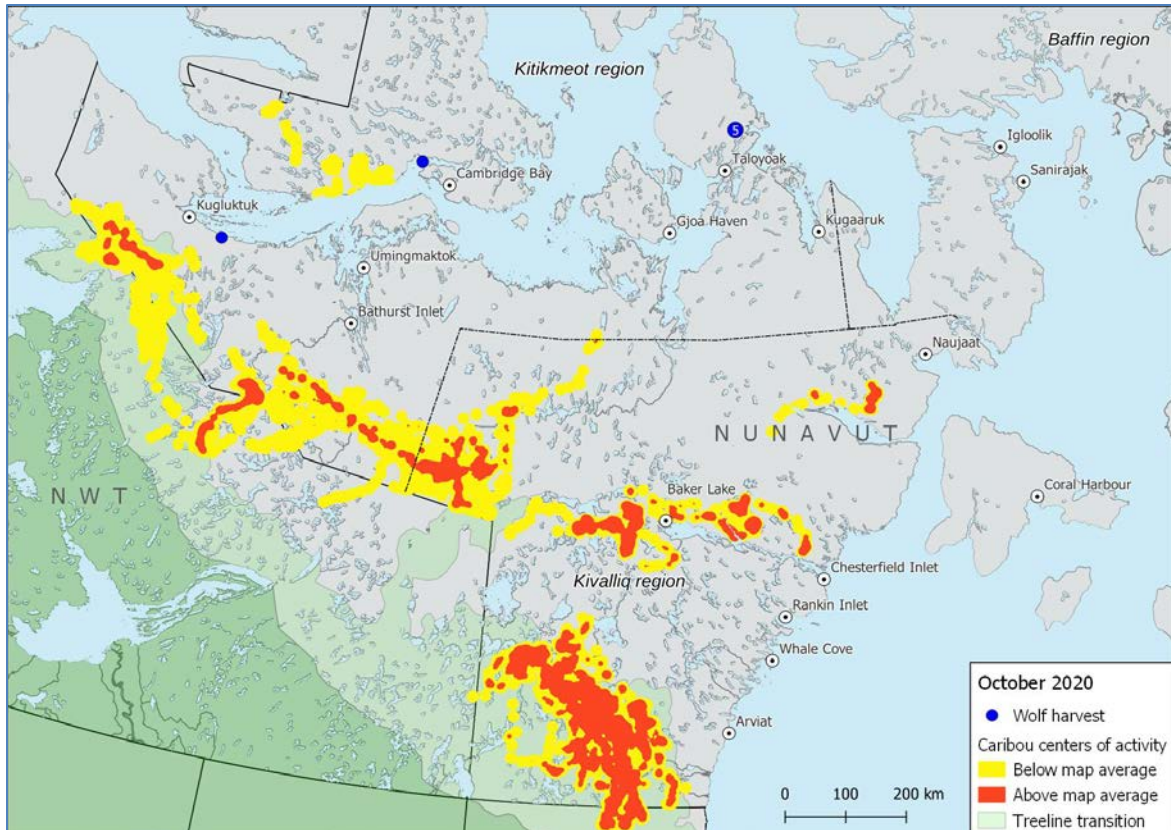 Baffin region
Kitikmeot region
5
Igloolik
Taloyoak
Sanirajak
Cambridge Bay
Kugluktuk
Gjoa Haven
Kugaaruk
Umingmaktok
Bathurst Inlet
Naujaat
NUNAVUT
NWT
Baker Lake
Coral Harbour
Chesterfield Inlet
Kivalliq region
Rankin Inlet
Whale Cove
Arviat
October 2020
Wolf harvest
Caribou centers of activity
Below map average
Above map average
Treeline transition
0 100 200 km